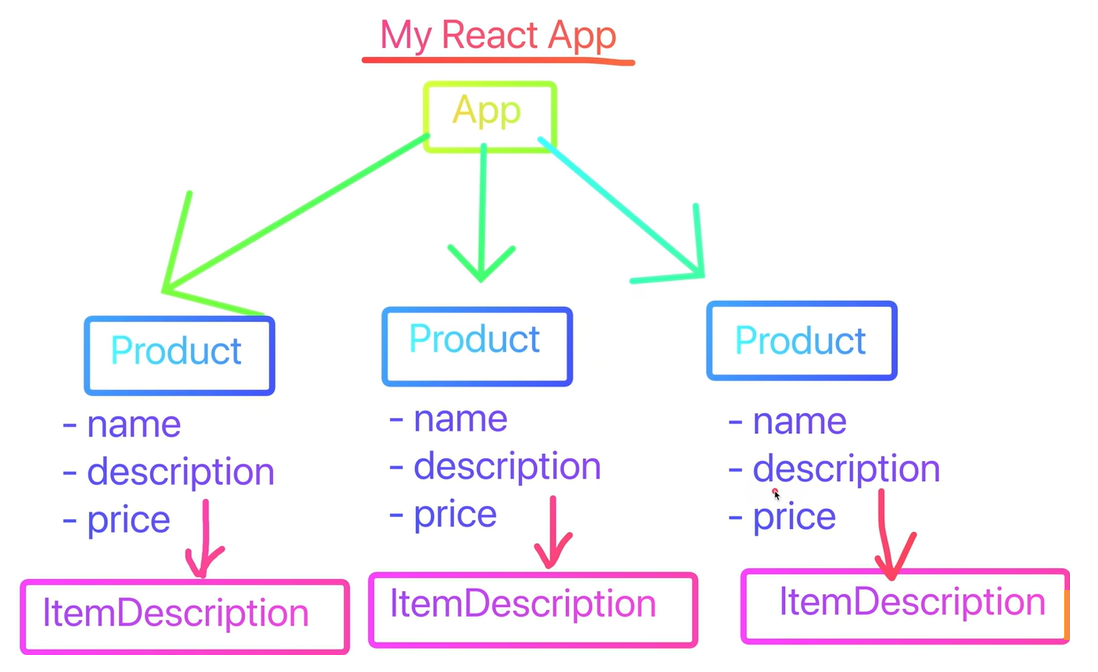 My React App
App
Product
- name
- description
- price
ItemDescription
Product
- name
- description
- price
ItemDescription
Product
- name
- description
- price
ItemDescription